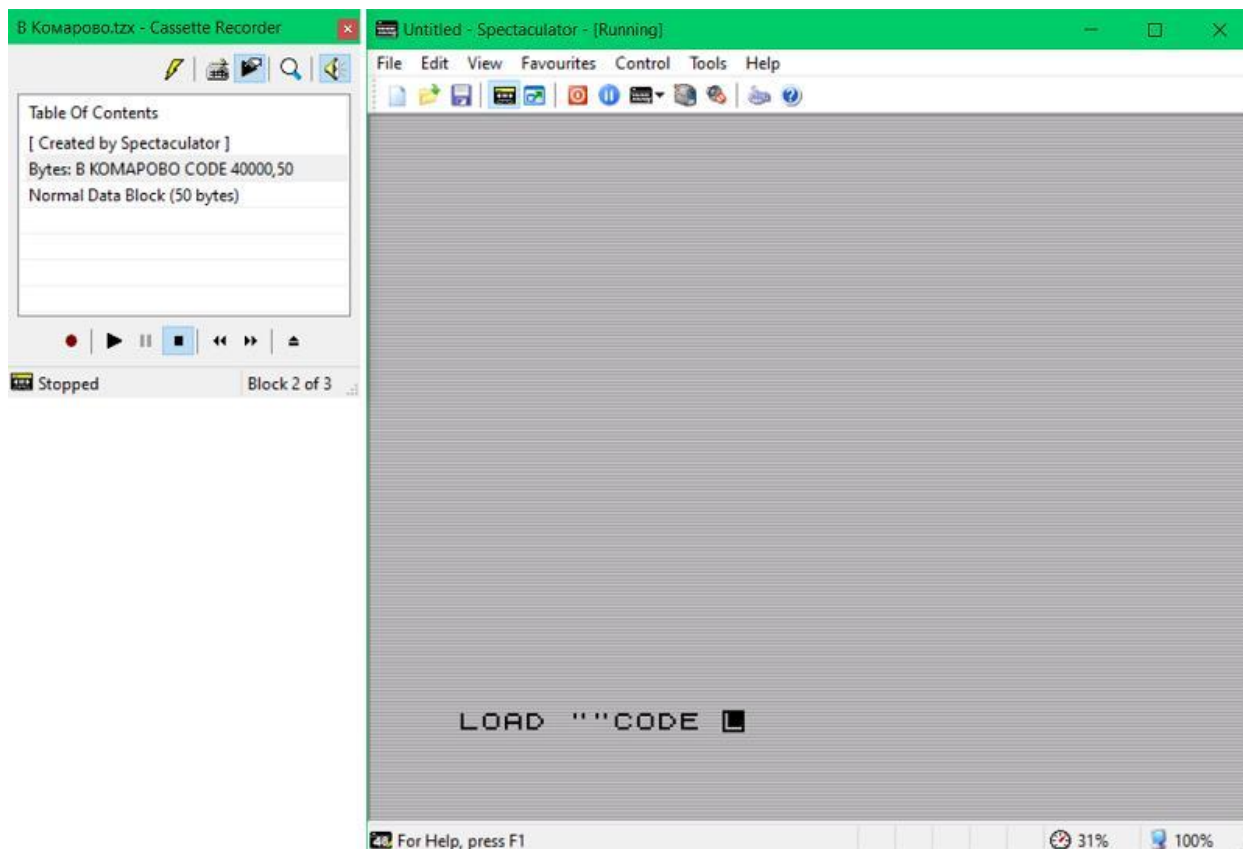 В Комарово.tzx - Cassette Recorder
Table Of Contents
[ Created by Spectaculator ]
Bytes: B KOMAPOBO CODE 40000,50
Normal Data Block (50 bytes)
Stopped
Block 2 of 3
Untitled - Spectaculator - [Running]
File Edit View Favourites Control Tools Help
LOAD ""CODE L
48 For Help, press F1
31%
100%